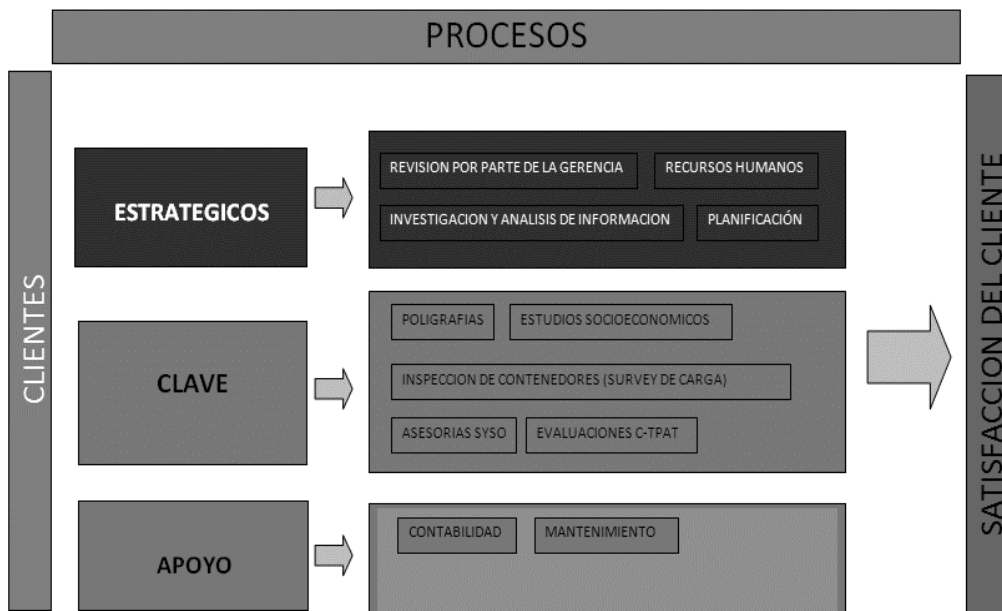 PROCESOS
CLIENTES
ESTRATEGICOS
REVISION POR PARTE DE LA GERENCIA
RECURSOS HUMANOS
INVESTIGACION Y ANALISIS DE INFORMACION
PLANIFICACIÓN
CLAVE
POLIGRAFIAS
ESTUDIOS SOCIOECONOMICOS
INSPECCION DE CONTENEDORES (SURVEY DE CARGA)
ASESORIAS SYSO
EVALUACIONES C-TPAT
APOYO
CONTABILIDAD
MANTENIMIENTO
SATISFACCION DEL CLIENTE